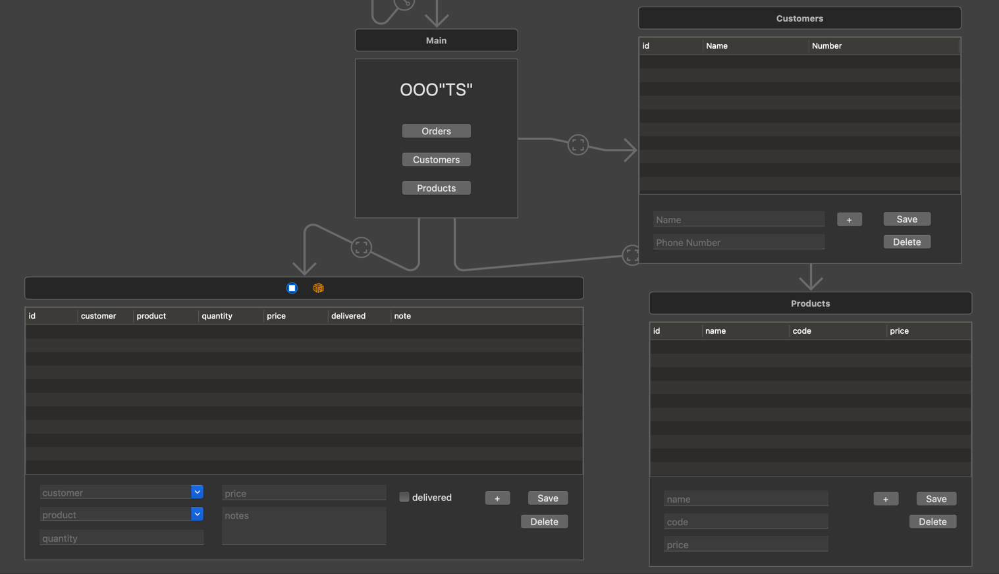 Main
OOO"TS"
Orders
Customers
Products
Customers
id Name Number
Name + Save
Phone Number Delete
id customer product quantity price delivered note
customer price delivered + Save
product notes Delete
quantity
Products
id name code price
name + Save
code Delete
price